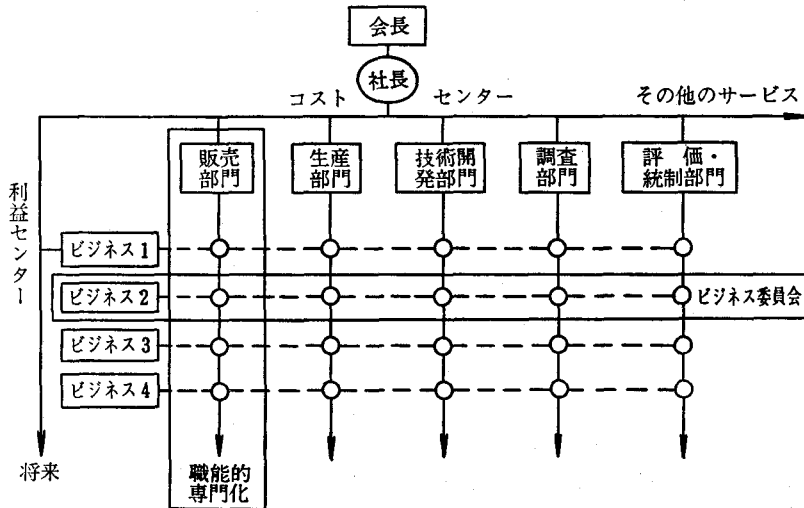 会長
社長
コスト センター
その他のサービス
販売
部門
生産
部門
技術開
発部門
調査
部門
評価・
統制部門
利益センター
ビジネス1
ビジネス2
ビジネス委員会
ビジネス3
ビジネス4
将来
職能的
専門化